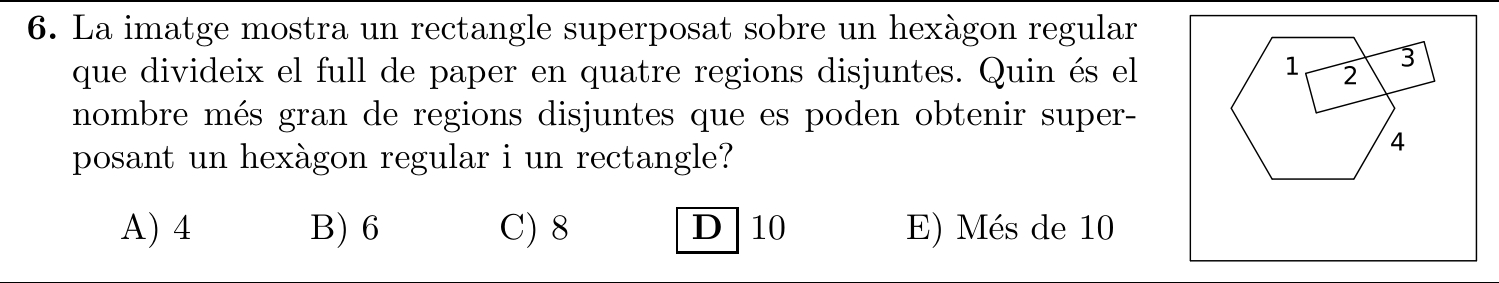 6. La imatge mostra un rectangle superposat sobre un hexàgon regular
que divideix el full de paper en quatre regions disjuntes. Quin és el
nombre més gran de regions disjuntes que es poden obtenir super-
posant un hexàgon regular i un rectangle?
A) 4 B) 6 C) 8 D 10 E) Més de 10
1 2 3
4